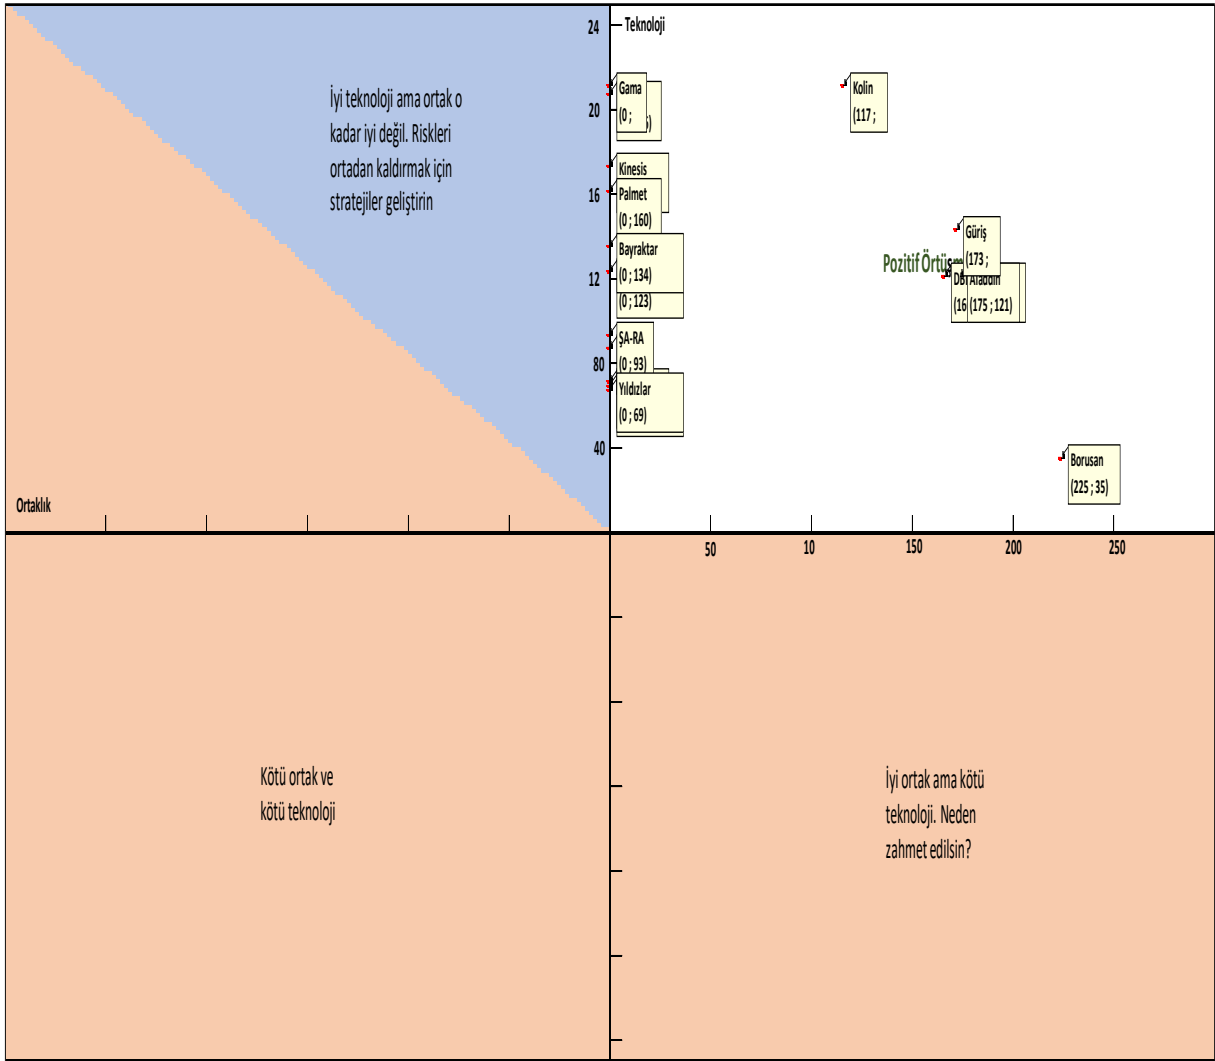 24
Teknoloji
İyi teknoloji ama ortak o
kadar iyi değil. Riskleri
ortadan kaldırmak için
stratejiler geliştirin
Gama
(0 ;
20
Kolin
(117 ;
Kinesis
16
Palmet
(0 ; 160)
Bayraktar
(0 ; 134)
(0 ; 123)
12
Güriş
(173 ;
Pozitif
Aladdin
(175 ; 121)
ŞA-RA
(0 ; 93)
80
Yıldızlar
(0 ; 69)
40
Borusan
(225 ; 35)
Ortaklık
50
10
150
200
250
Kötü ortak ve
kötü teknoloji
İyi ortak ama kötü
teknoloji. Neden
zahmet edilsin?